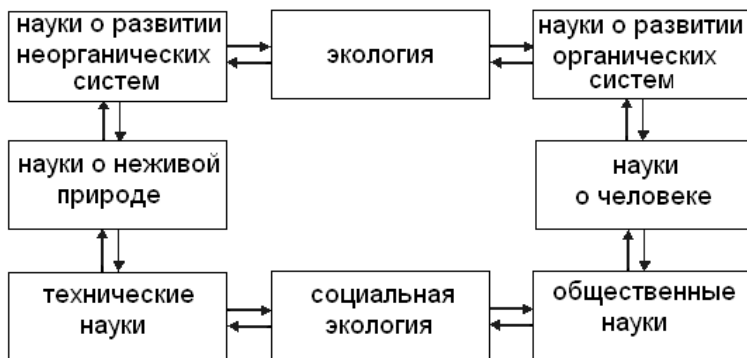 науки о развитии
неорганических
систем
экология
науки о развитии
органических
систем
науки о неживой
природе
науки
о человеке
технические
науки
социальная
экология
общественные
науки